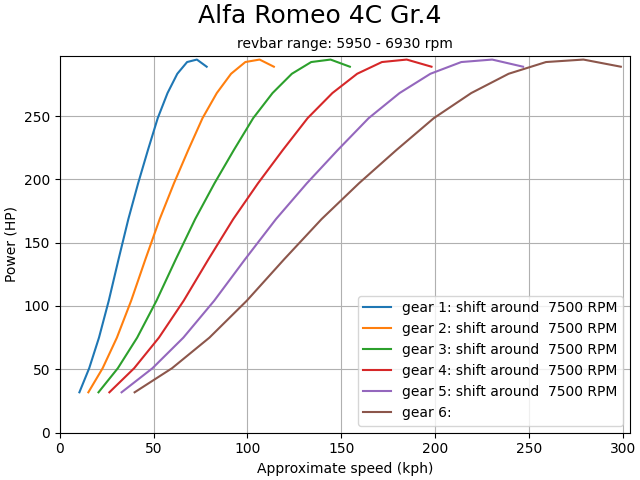 Alfa Romeo 4C Gr.4
revbar range: 5950 - 6930 rpm
250
200
150
100
50
0
Power (HP)
gear 1: shift around  7500 RPM
gear 2: shift around  7500 RPM
gear 3: shift around  7500 RPM
gear 4: shift around  7500 RPM
gear 5: shift around  7500 RPM
gear 6:
0 50 100 150 200 250 300
Approximate speed (kph)